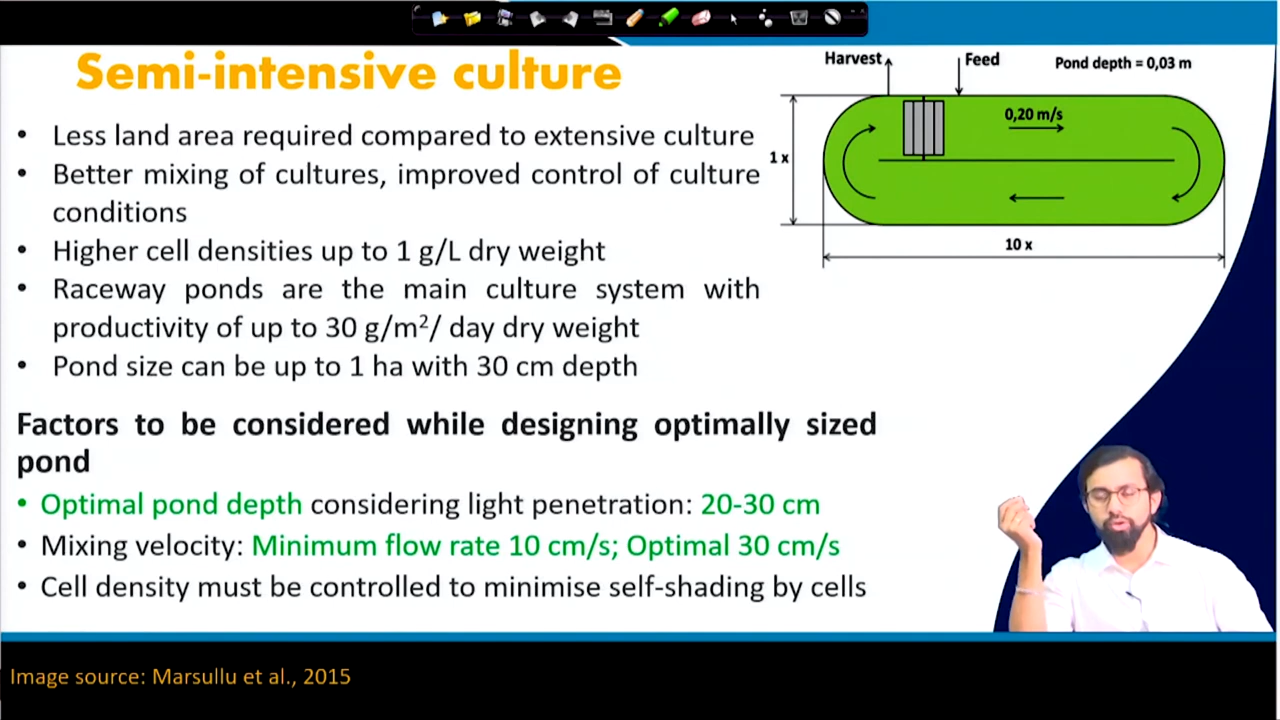 Semi-intensive culture
• Less land area required compared to extensive culture
• Better mixing of cultures, improved control of culture
conditions
• Higher cell densities up to 1 g/L dry weight
• Raceway ponds are the main culture system with
productivity of up to 30 g/m²/ day dry weight
• Pond size can be up to 1 ha with 30 cm depth
Harvest
Feed
Pond depth = 0,03 m
0,20 m/s
1 x
10 x
Factors to be considered while designing optimally sized
pond
• Optimal pond depth considering light penetration: 20-30 cm
• Mixing velocity: Minimum flow rate 10 cm/s; Optimal 30 cm/s
• Cell density must be controlled to minimise self-shading by cells
Image source: Marsullu et al., 2015